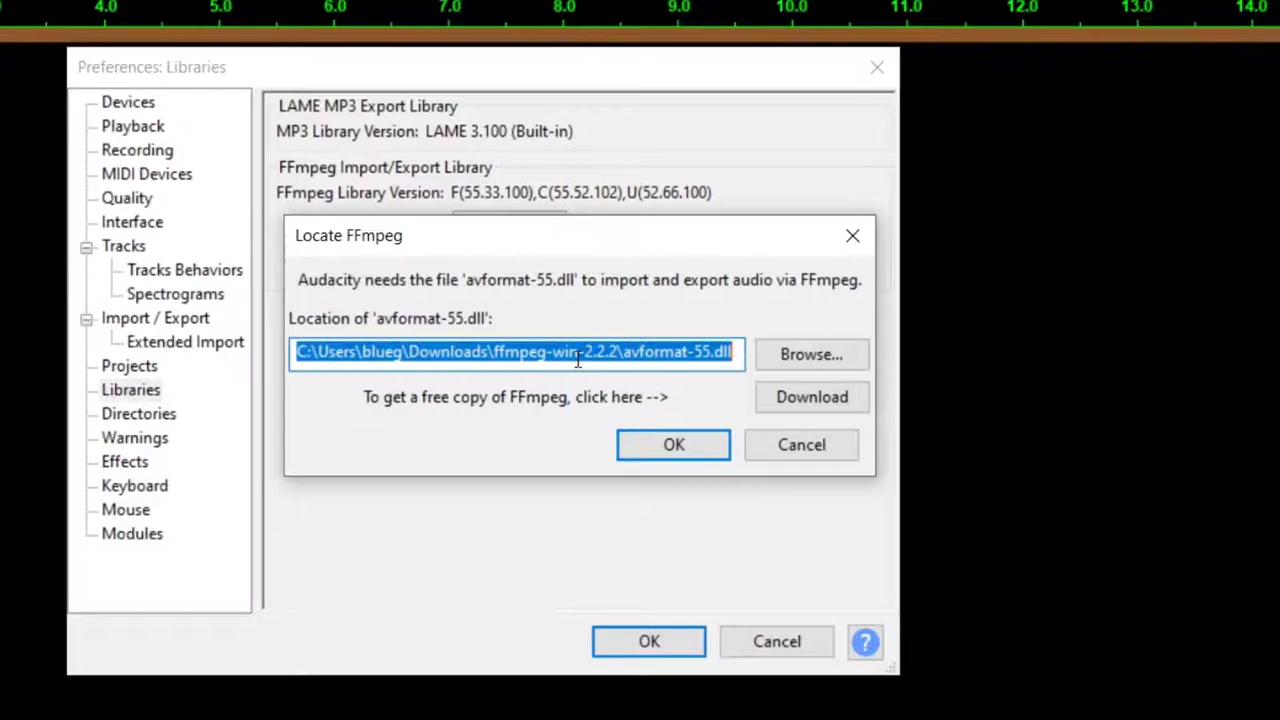 4.0 5.0 6.0 7.0 8.0 9.0 10.0 11.0 12.0 13.0 14.0
Preferences: Libraries
Devices
Playback
Recording
MIDI Devices
Quality
Interface
Tracks
Tracks Behaviors
Spectrograms
Import / Export
Extended Import
Projects
Libraries
Directories
Warnings
Effects
Keyboard
Mouse
Modules
LAME MP3 Export Library
MP3 Library Version: LAME 3.100 (Built-in)
FFmpeg Import/Export Library
FFmpeg Library Version: F(55.33.100),C(55.52.102),U(52.66.100)
Locate FFmpeg
Audacity needs the file 'avformat-55.dll' to import and export audio via FFmpeg.
Location of 'avformat-55.dll':
C:\Users\blueg\Downloads\ffmpeg-win-2.2.2\avformat-55.dll
Browse...
To get a free copy of FFmpeg, click here -->
Download
OK Cancel
OK Cancel ?